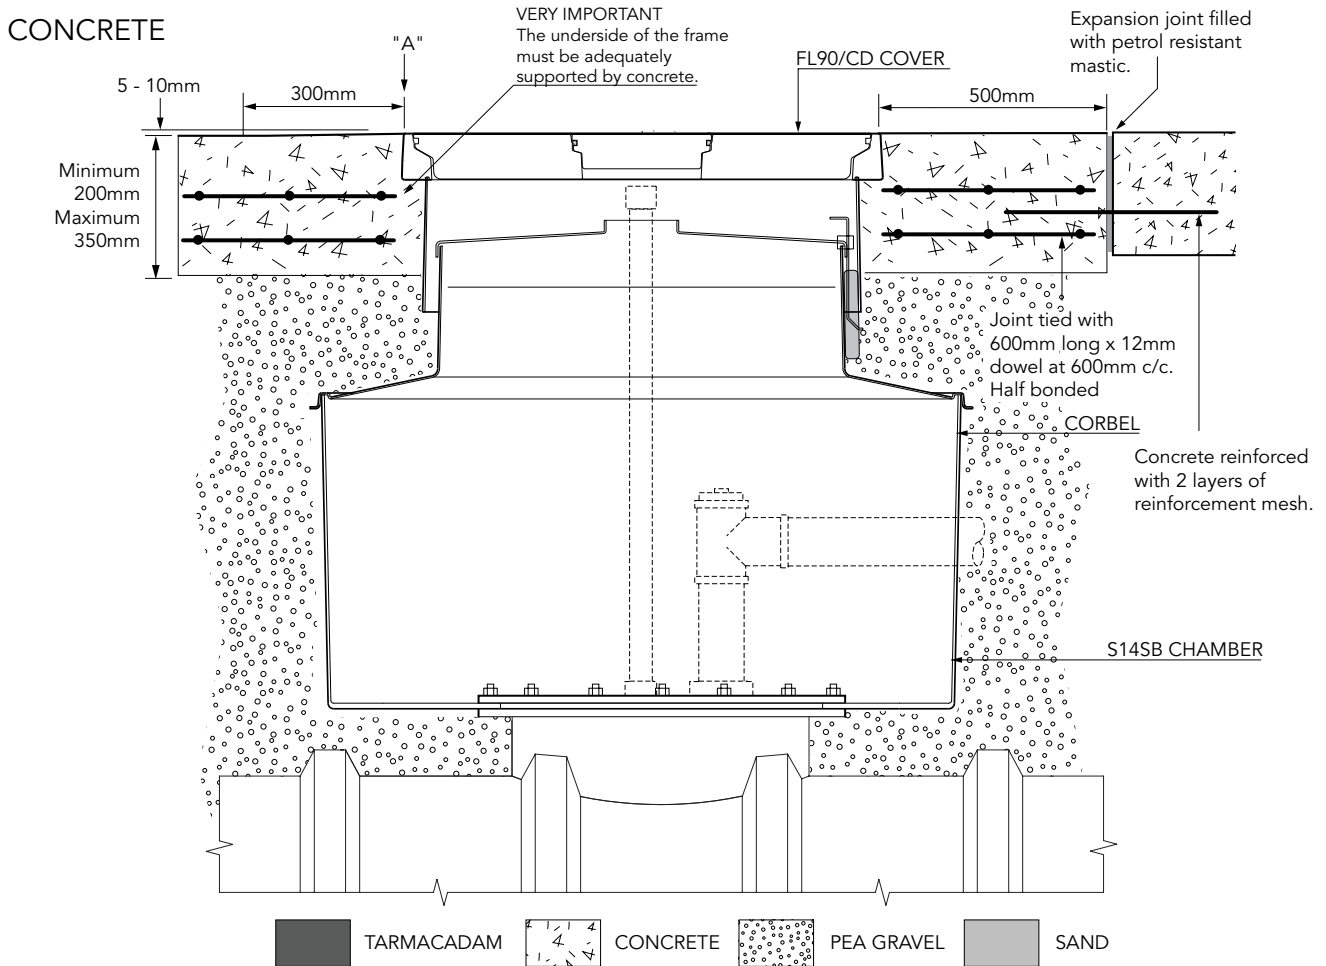 CONCRETE
VERY IMPORTANT
The underside of the frame
must be adequately
supported by concrete.
"A"
FL90/CD COVER
Expansion joint filled
with petrol resistant
mastic.
5 - 10mm
300mm
500mm
Minimum
200mm
Maximum
350mm
Joint tied with
600mm long x 12mm
dowel at 600mm c/c.
Half bonded
CORBEL
Concrete reinforced
with 2 layers of
reinforcement mesh.
S14SB CHAMBER
TARMACADAM
CONCRETE
PEA GRAVEL
SAND